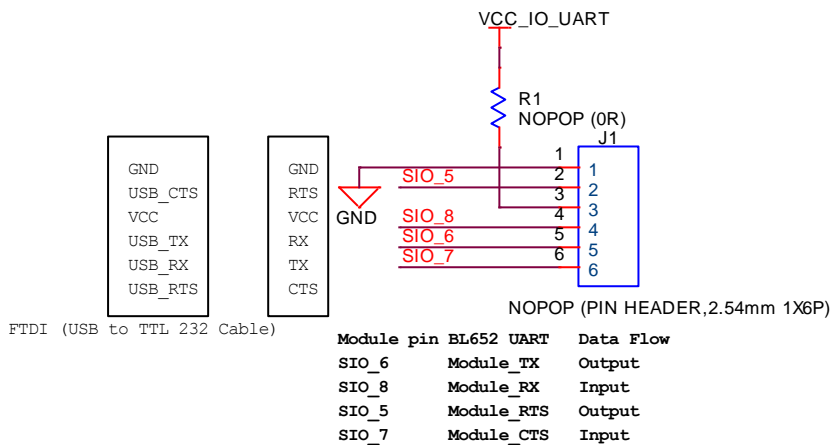 VCC_IO_UART
R1
NOPOP (0R)
J1
GND
USB_CTS
VCC
USB_TX
USB_RX
USB_RTS
FTDI (USB to TTL 232 Cable)
GND
RTS
VCC
RX
TX
CTS
GND
SIO_5
SIO_8
SIO_6
SIO_7
1
2
3
4
5
6
1
2
3
4
5
6
NOPOP (PIN HEADER,2.54mm 1X6P)
Module pin BL652 UART Data Flow
SIO_6 Module_TX Output
SIO_8 Module_RX Input
SIO_5 Module_RTS Output
SIO_7 Module_CTS Input